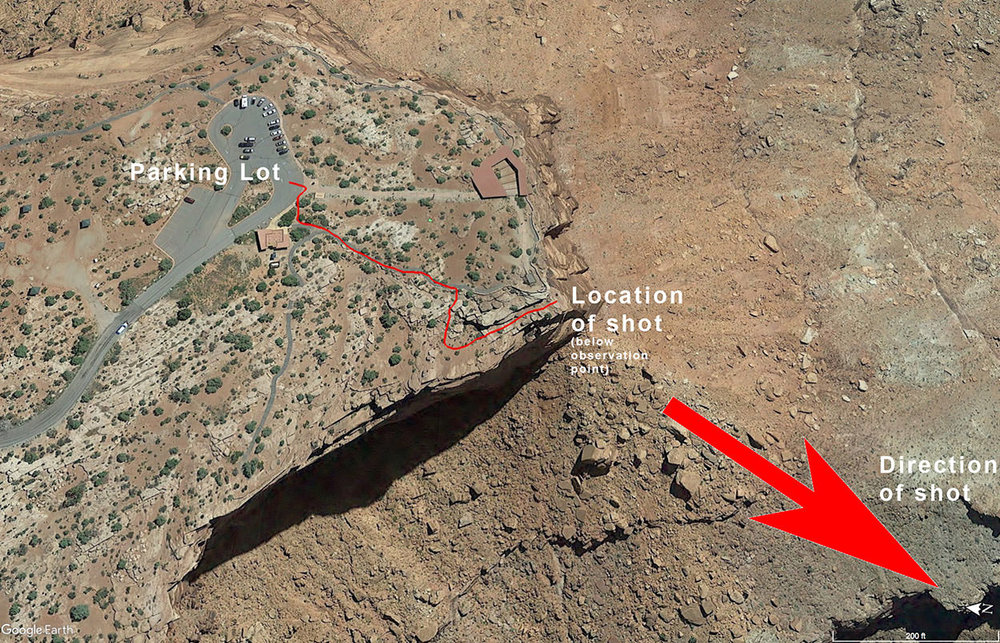 Parking Lot
Location
of shot
(below
observation
point)
Direction
of shot
N
200 ft
Google Earth